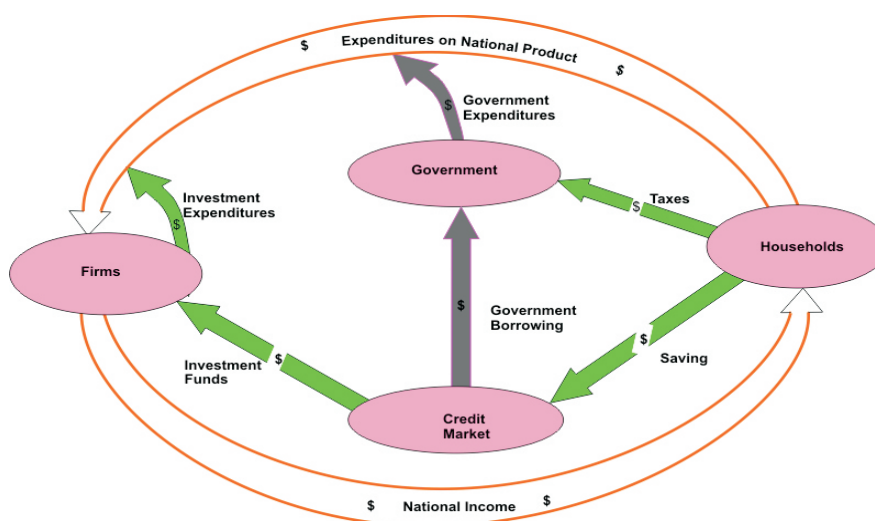 $ Expenditures on National Product $
$ Government
Expenditures
Government
$ Taxes
Investment
Expenditures
$
Households
Firms
$ Government
Borrowing
$
Saving
Investment
Funds
$
Credit
Market
$ National Income $